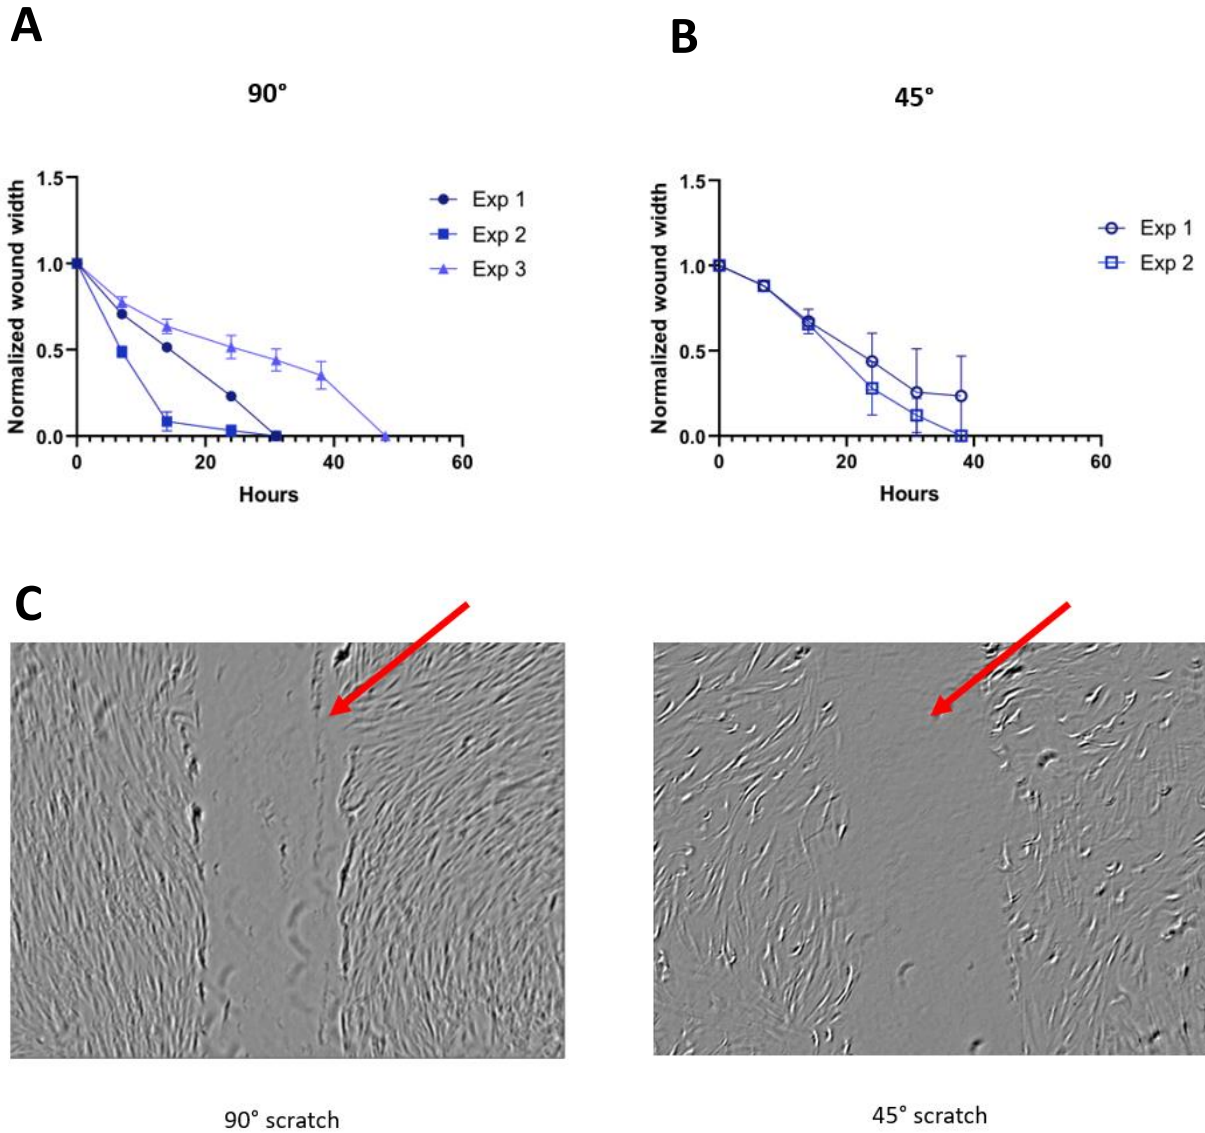 A
B
90°
45°
Normalized wound width
1.5
1.0
0.5
0.0
0
20
40
60
Hours
Exp 1
Exp 2
Exp 3
Normalized wound width
1.5
1.0
0.5
0.0
0
20
40
60
Hours
Exp 1
Exp 2
C
90° scratch
45° scratch